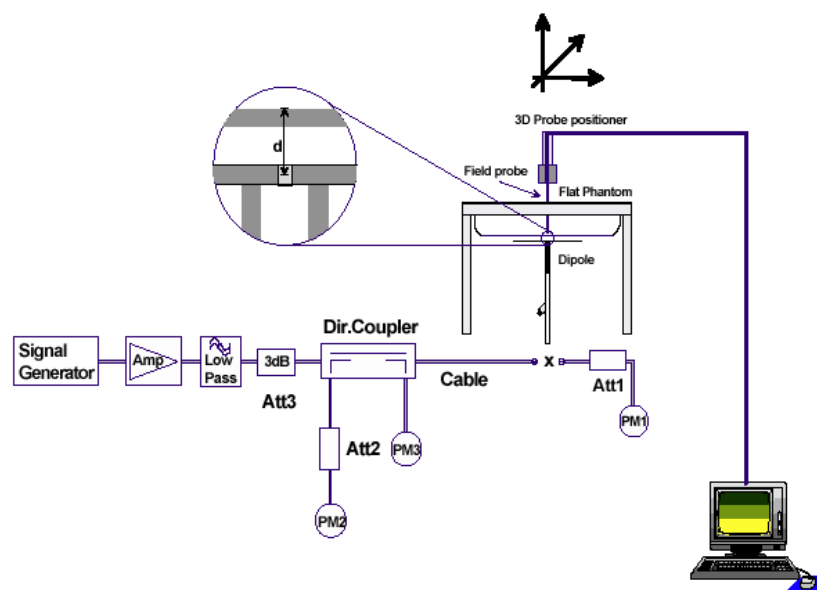 3D Probe positioner
d
Field probe
Flat Phantom
Dipole
Signal
Generator
Amp
Low
Pass
3dB
Att3
Dir.Coupler
Cable
x
Att1
PM1
Att2
PM3
PM2